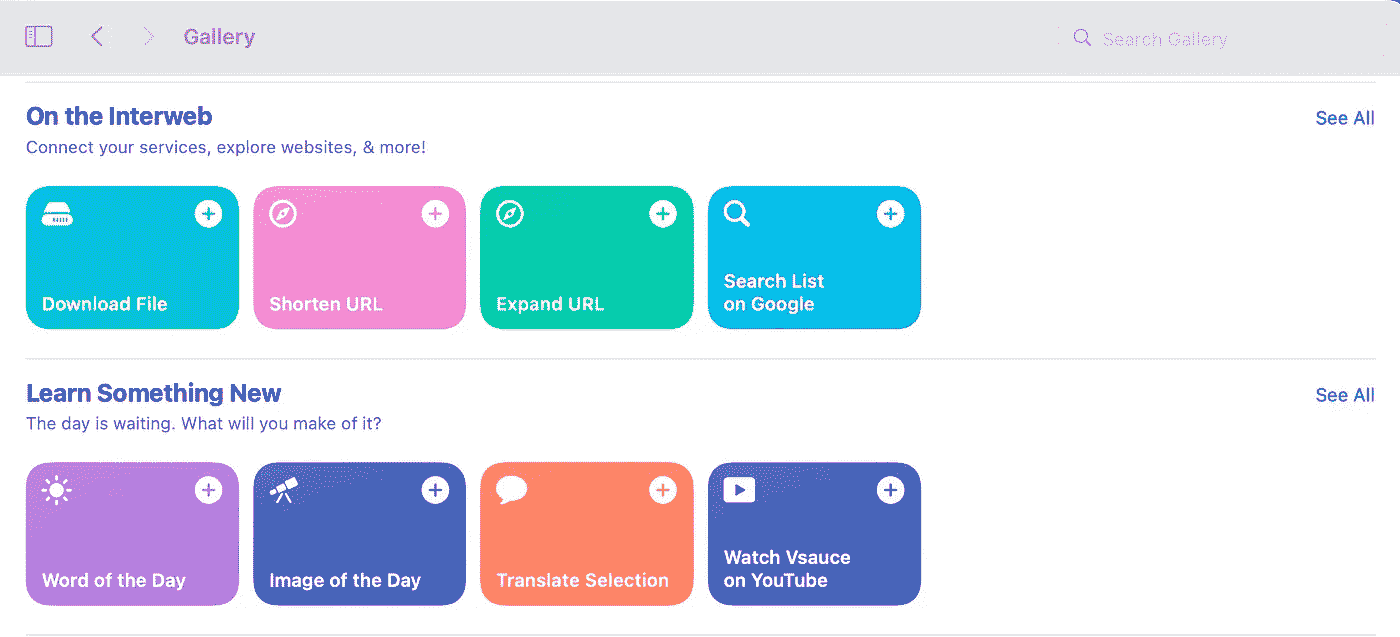 Gallery
Search Gallery
On the Interweb
See All
Connect your services, explore websites, & more!
Download File
Shorten URL
Expand URL
Search List
on Google
Learn Something New
See All
The day is waiting. What will you make of it?
Word of the Day
Image of the Day
Translate Selection
Watch Vsauce
on YouTube